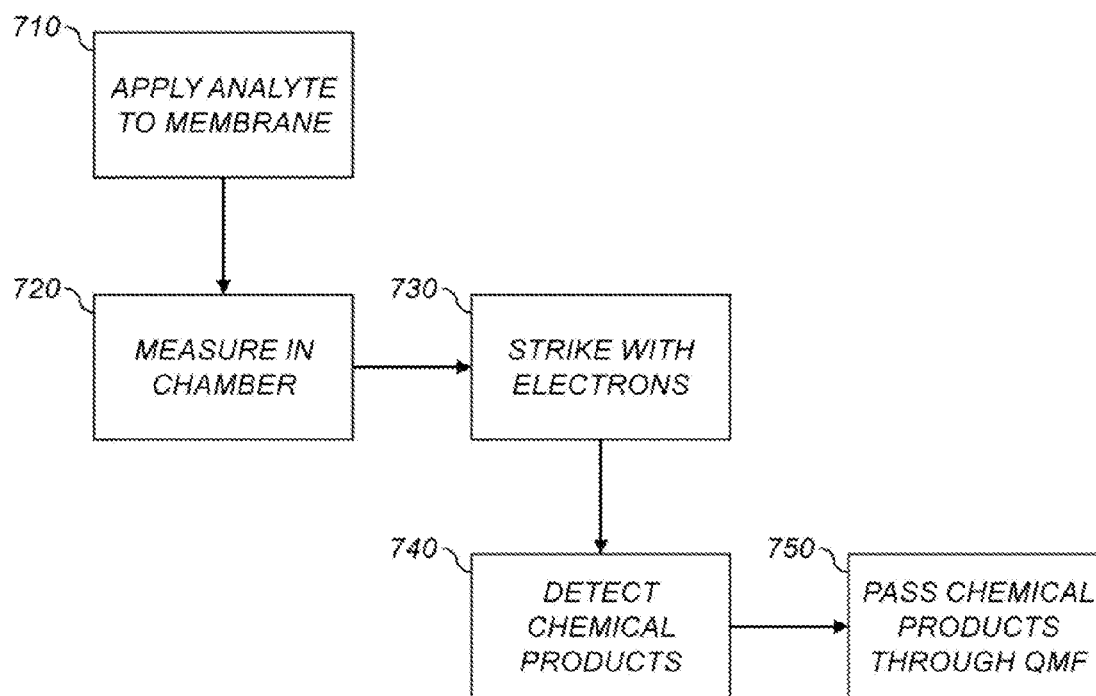 710
APPLY ANALYTE
TO MEMBRANE
720
MEASURE IN
CHAMBER
730
STRIKE WITH
ELECTRONS
740
DETECT
CHEMICAL
PRODUCTS
750
PASS CHEMICAL
PRODUCTS
THROUGH QMF